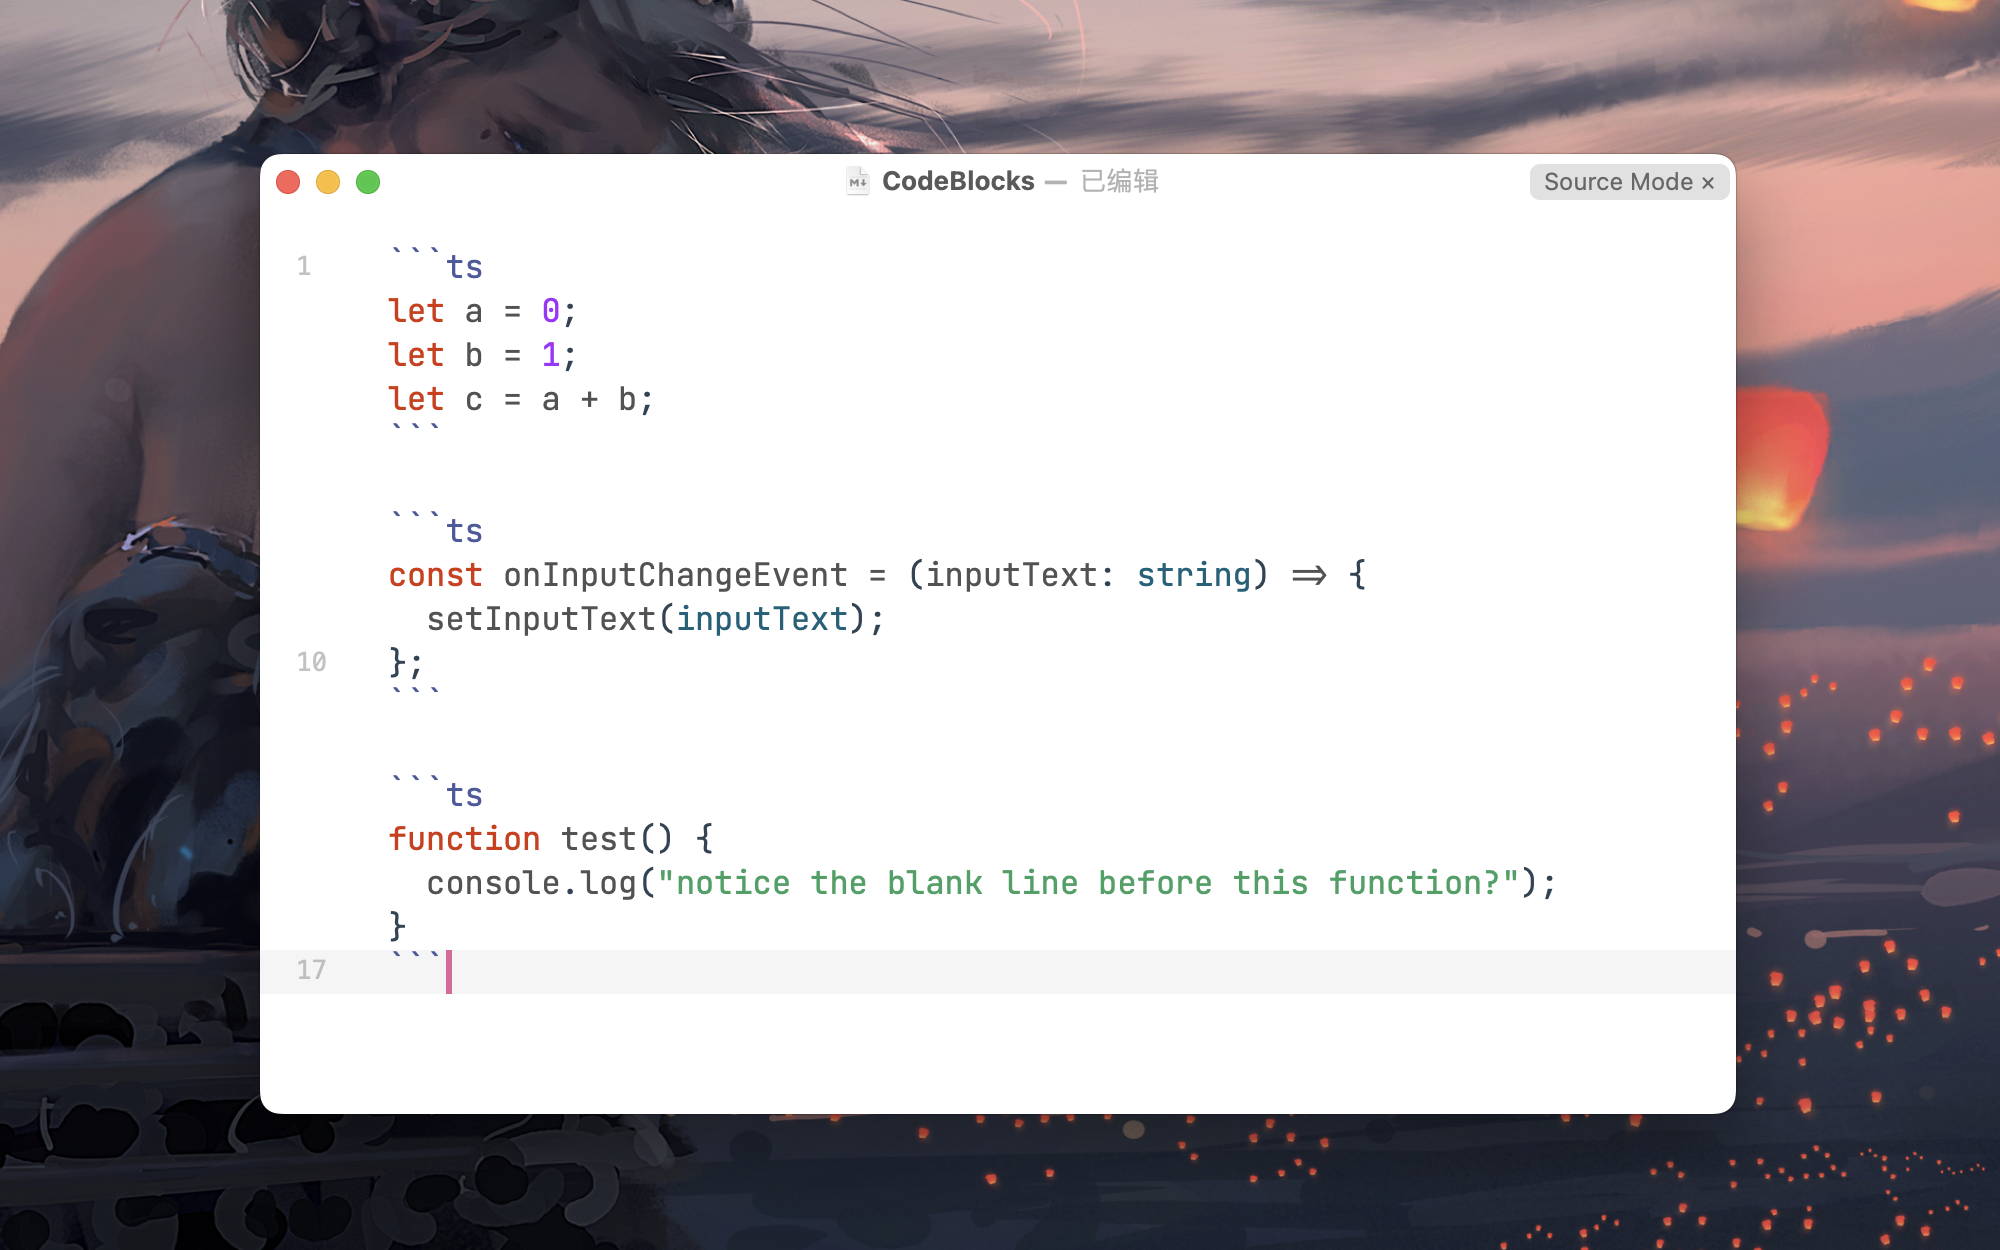 CodeBlocks — 已编辑
Source Mode ×
1 ```ts
let a = 0;
let b = 1;
let c = a + b;
```
```ts
const onInputChangeEvent = (inputText: string) => {
  setInputText(inputText);
10 };
```
```ts
function test() {
  console.log("notice the blank line before this function?");
}
17 ```